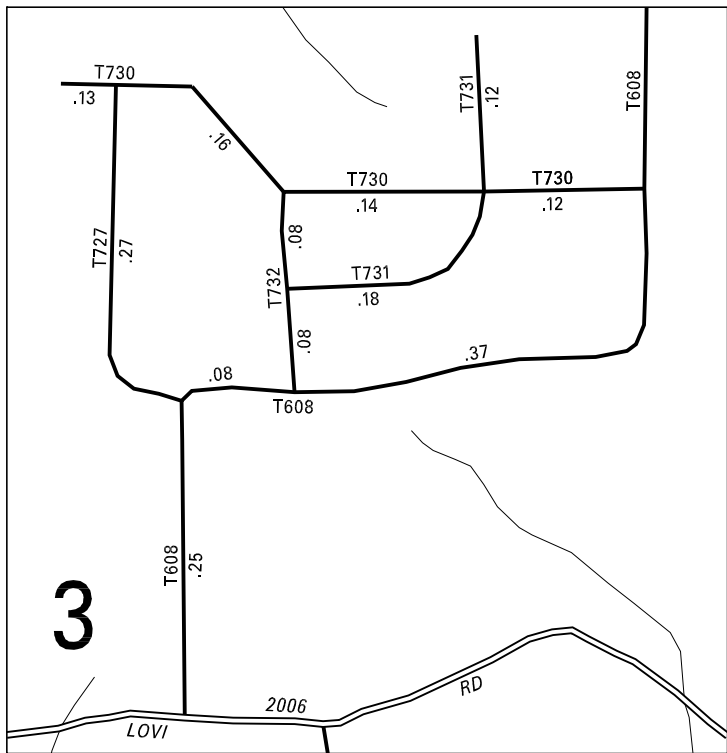 T730
.13
.16
T731
.12
T608
T730
.14
T730
.12
T727
.27
.08
T732
T731
.18
.08
.37
.08
T608
T608
.25
3
2006
LOVI
RD